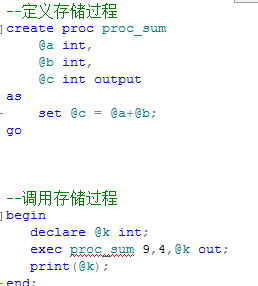 --定义存储过程
create proc proc_sum
@a int,
@b int,
@c int output
as
set @c = @a+@b;
go
--调用存储过程
begin
declare @k int;
exec proc_sum 9,4,@k out;
print(@k);
end;